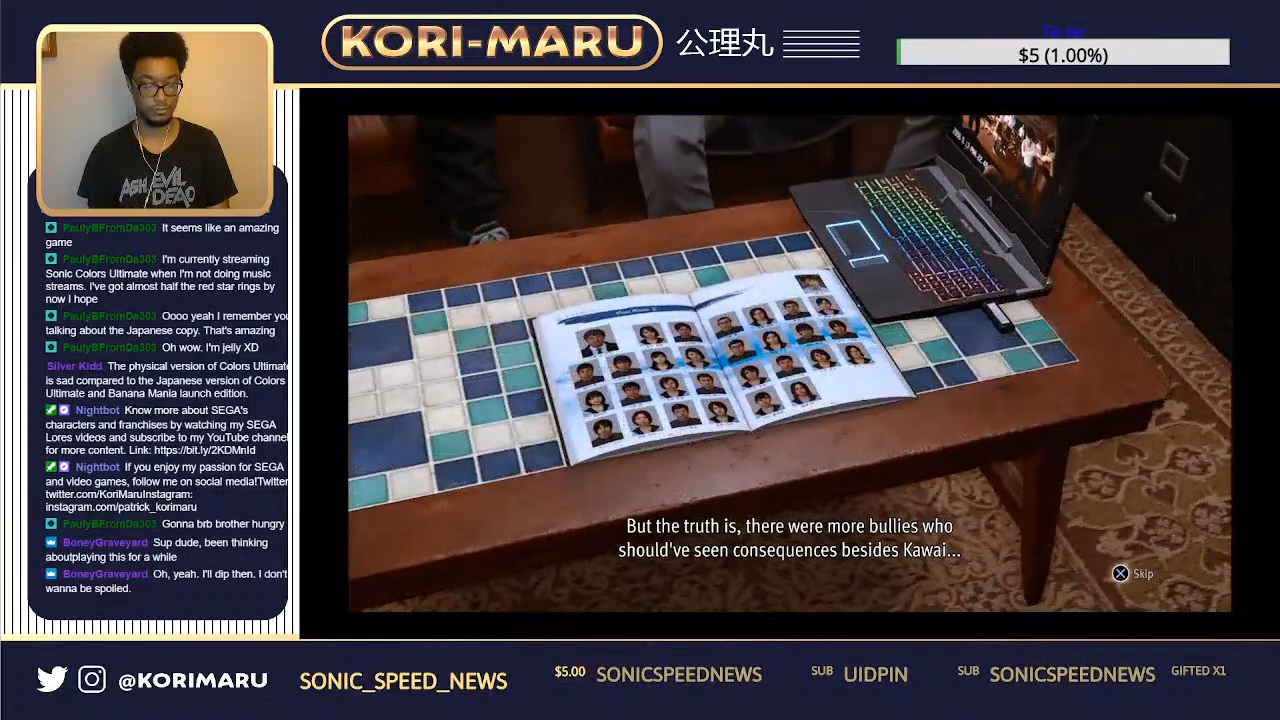 KORI-MARU 公理丸
Tip Jar
$5 (1.00%)
ASH EVIL
DEAD
PaulyBFromDa303 It seems like an amazing
game
PaulyBFromDa303 I'm currently streaming
Sonic Colors Ultimate when I'm not doing music
streams. I've got almost half the red star rings by
now I hope
PaulyBFromDa303 Oooo yeah I remember you
talking about the Japanese copy. That's amazing
PaulyBFromDa303 Oh wow. I'm jelly XD
Silver Kidd The physical version of Colors Ultimate
is sad compared to the Japanese version of Colors
Ultimate and Banana Mania launch edition.
Nightbot Know more about SEGA's
characters and franchises by watching my SEGA
Lores videos and subscribe to my YouTube channel
for more content. Link: https://bit.ly/2KDMnId
Nightbot If you enjoy my passion for SEGA
and video games, follow me on social media!Twitter:
twitter.com/KoriMaruInstagram:
instagram.com/patrick_korimaru
PaulyBFromDa303 Gonna brb brother hungry
BoneyGraveyard Sup dude, been thinking
aboutplaying this for a while
BoneyGraveyard Oh, yeah. I'll dip then. I don't
wanna be spoiled.
But the truth is, there were more bullies who
should've seen consequences besides Kawai...
Skip
@KORIMARU
SONIC_SPEED_NEWS
$5.00 SONICSPEEDNEWS
SUB UIDPIN
SUB SONICSPEEDNEWS GIFTED X1